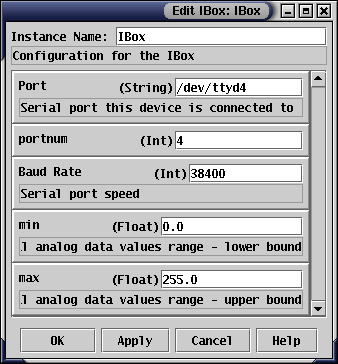 Edit IBox: IBox
Instance Name: IBox
Configuration for the IBox
Port (String) /dev/ttyd4
Serial port this device is connected to
portnum (Int) 4
Baud Rate (Int) 38400
Serial port speed
min (Float) 0.0
l analog data values range - lower bound
max (Float) 255.0
l analog data values range - upper bound
OK Apply Cancel Help